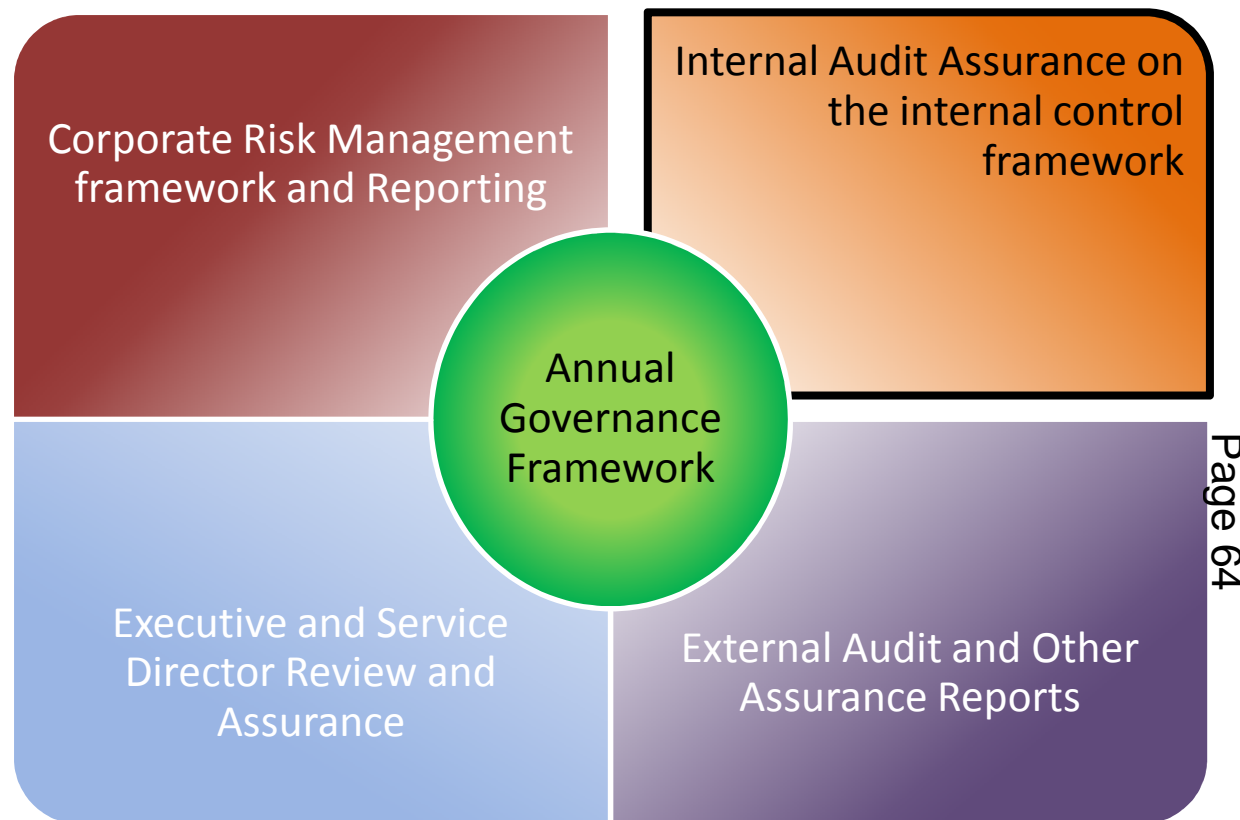 Corporate Risk Management
framework and Reporting
Internal Audit Assurance on
the internal control
framework
Annual
Governance
Framework
Executive and Service
Director Review and
Assurance
External Audit and Other
Assurance Reports
Page 64